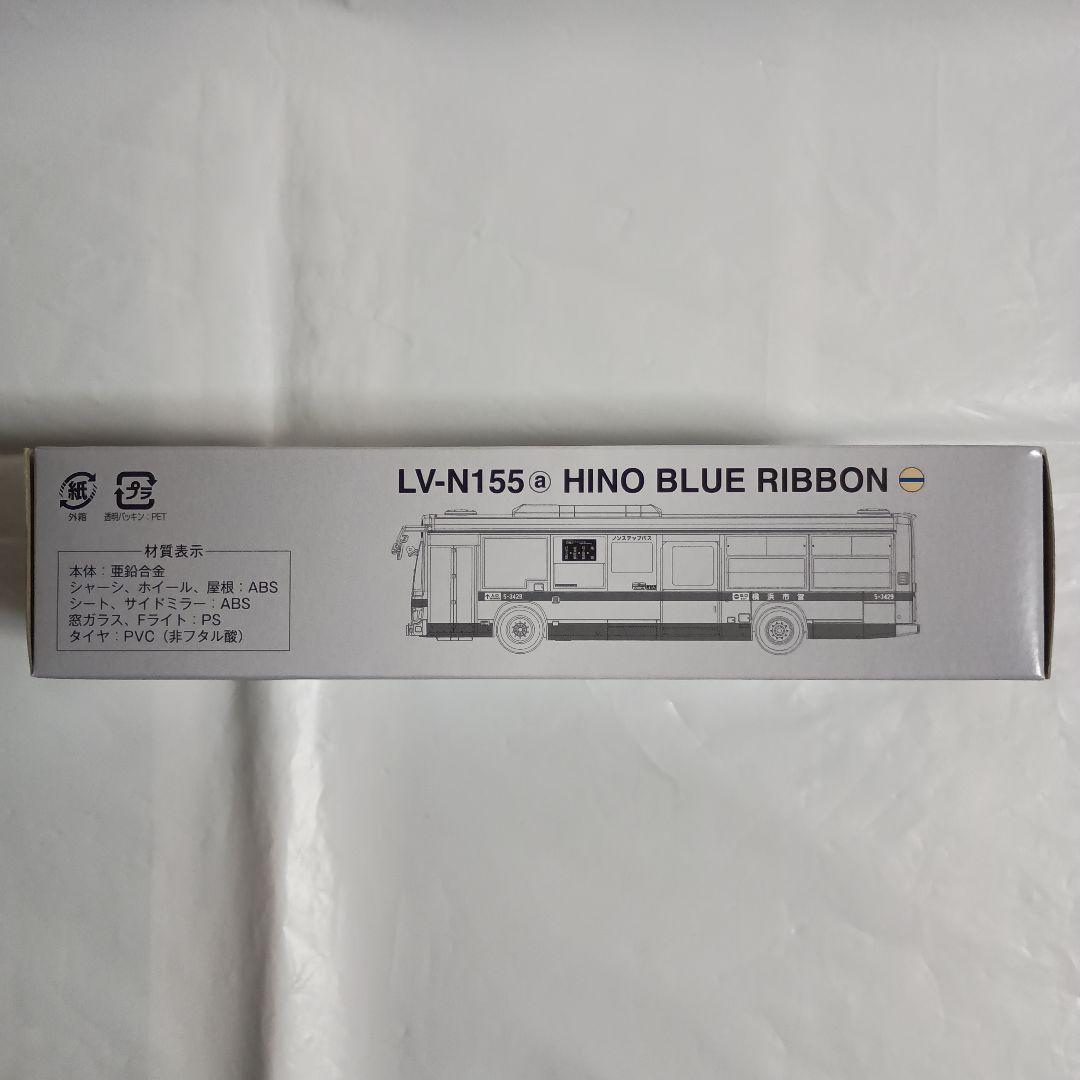 LV-N155ⓐ HINO BLUE RIBBON
紙
外箱
プラ
透明パッキン:PET
材質表示
本体:亜鉛合金
シャーシ、ホイール、屋根:ABS
シート、サイドミラー:ABS
窓ガラス、Fライト:PS
タイヤ:PVC(非フタル酸)
ノンステップバス
5-3429
横浜市営
5-3429